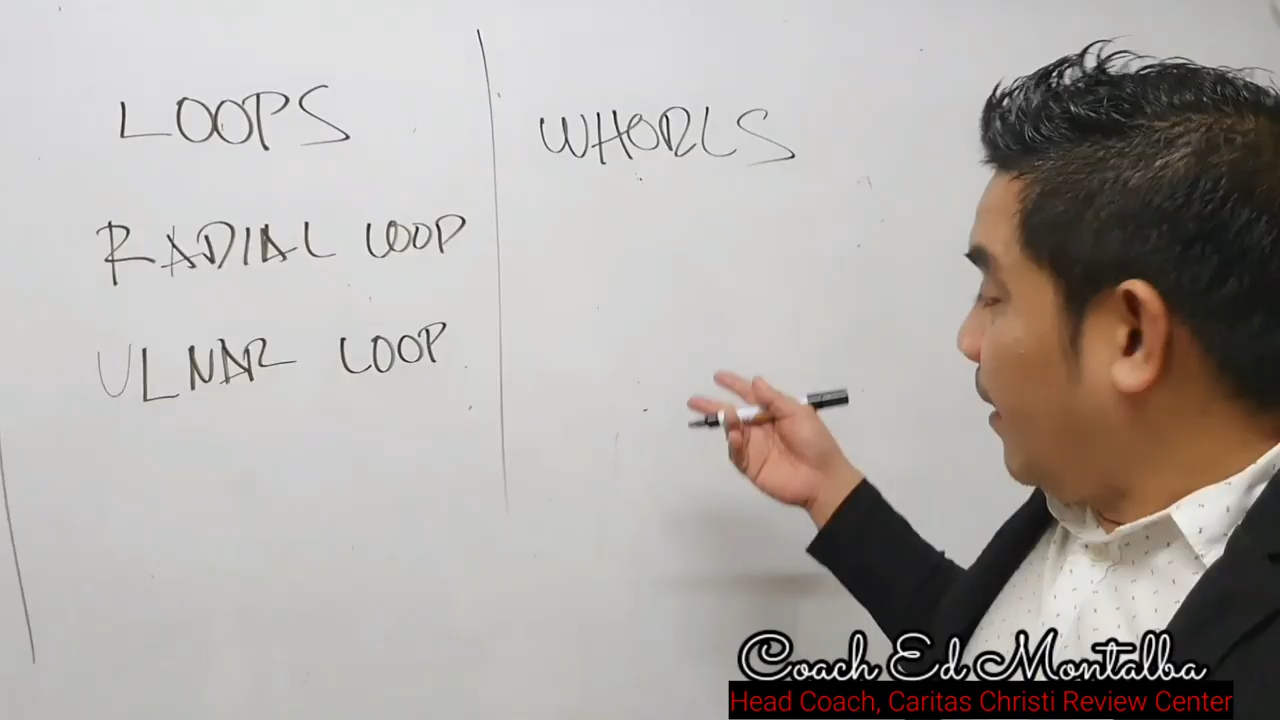 LOOPS
RADIAL LOOP
ULNAR LOOP
WHORLS
Coach Ed Montalba
Head Coach, Caritas Christi Review Center